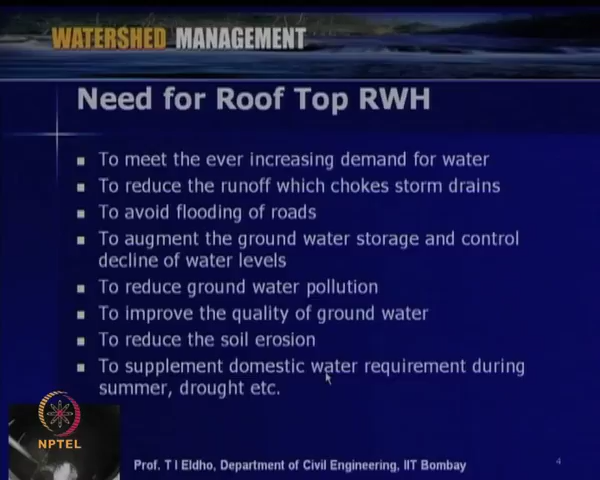 WATERSHED MANAGEMENT
Need for Roof Top RWH
To meet the ever increasing demand for water
To reduce the runoff which chokes storm drains
To avoid flooding of roads
To augment the ground water storage and control
decline of water levels
To reduce ground water pollution
To improve the quality of ground water
To reduce the soil erosion
To supplement domestic water requirement during
summer, drought etc.
NPTEL
Prof. T I Eldho, Department of Civil Engineering, IIT Bombay
4